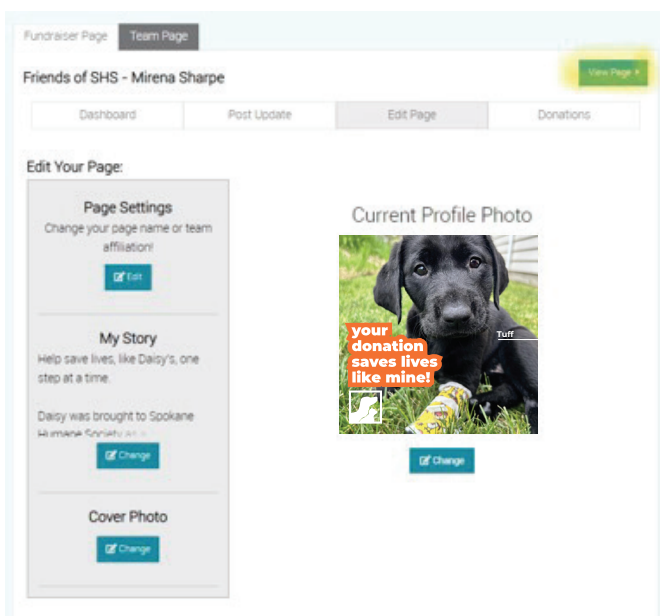 Fundraiser Page Team Page
Friends of SHS - Mirena Sharpe
View Page
Dashboard Post Update Edit Page Donations
Edit Your Page:
Page Settings
Change your page name or team
affiliation!
Edit
My Story
Help save lives, like Daisy's, one
step at a time.
Daisy was brought to Spokane
Humane Society as a
Change
Cover Photo
Change
Current Profile Photo
your
donation
saves lives
like mine!
Tuff
Change